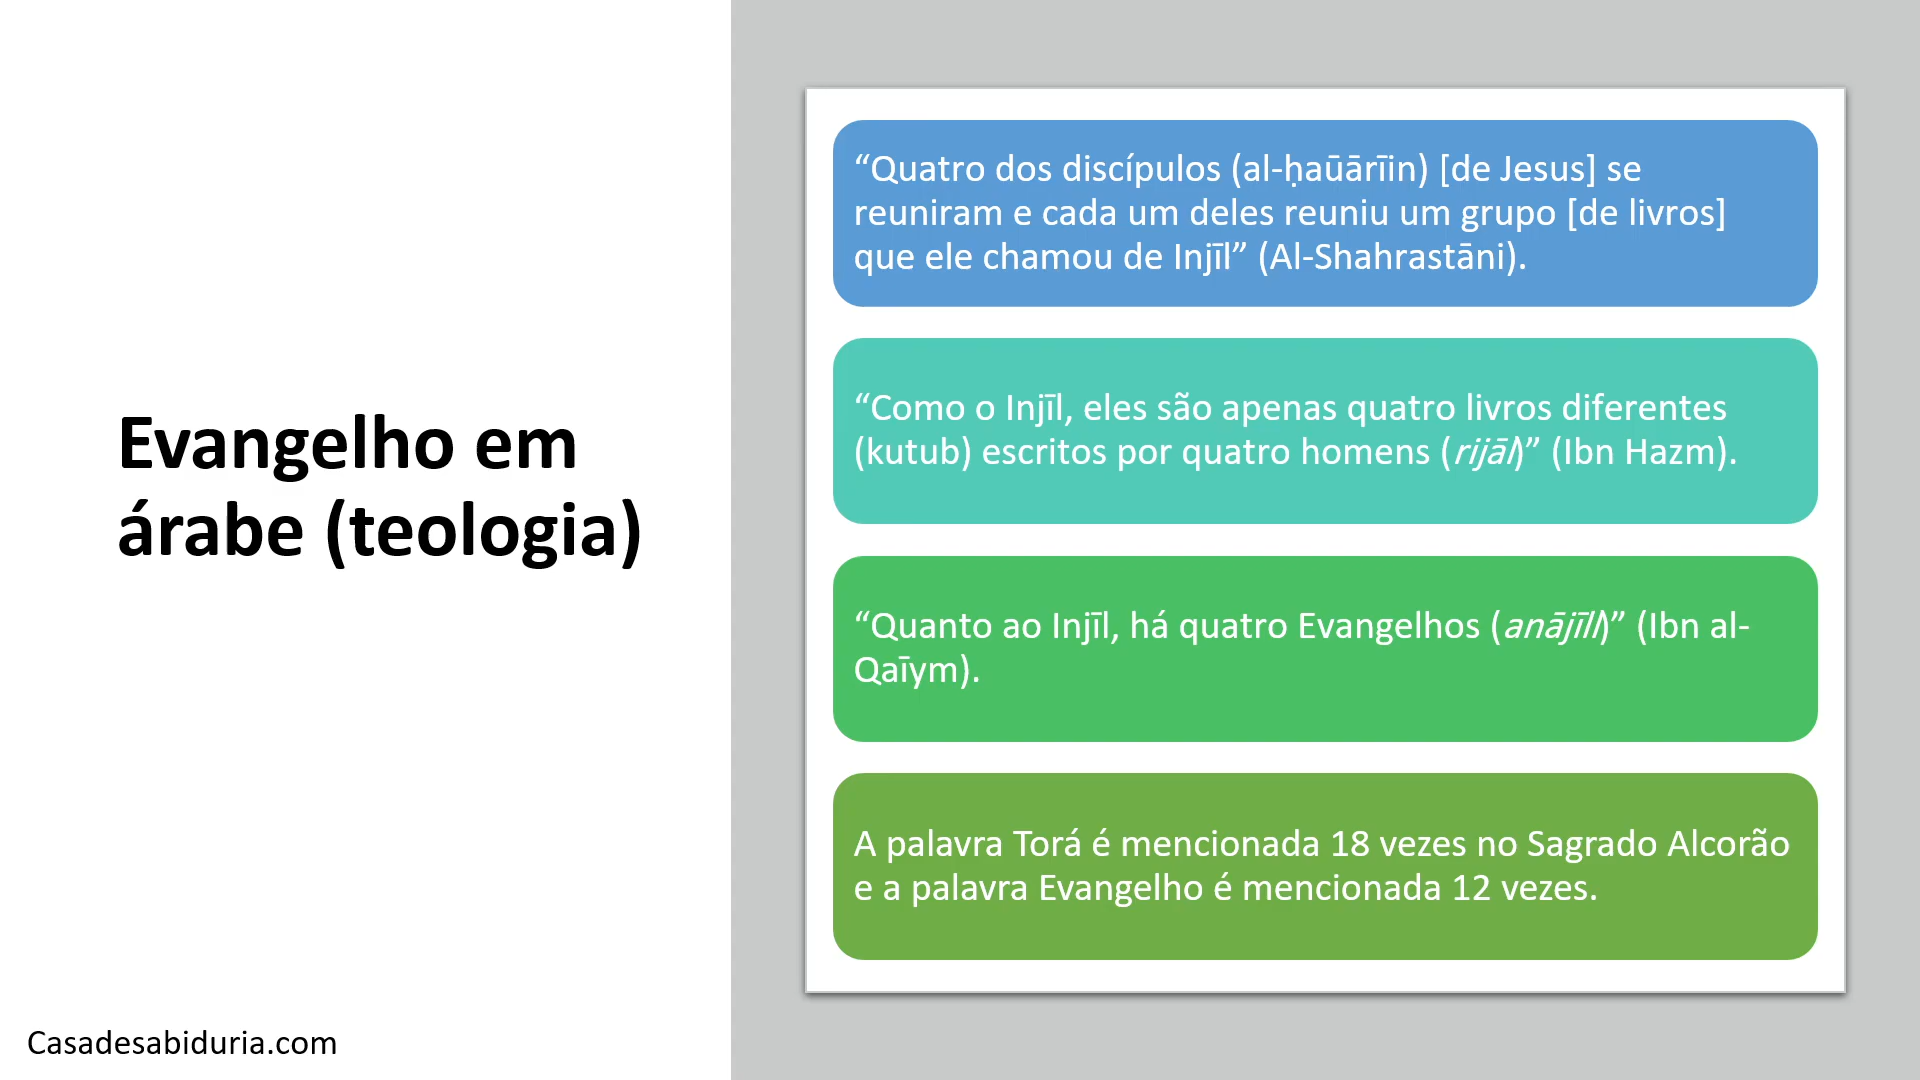 Evangelho em
árabe (teologia)
“Quatro dos discípulos (al-ḥaūārīin) [de Jesus] se
reuniram e cada um deles reuniu um grupo [de livros]
que ele chamou de Injīl” (Al-Shahrastāni).
“Como o Injīl, eles são apenas quatro livros diferentes
(kutub) escritos por quatro homens (rijāl)” (Ibn Hazm).
“Quanto ao Injīl, há quatro Evangelhos (anājīll)” (Ibn al-
Qaīym).
A palavra Torá é mencionada 18 vezes no Sagrado Alcorão
e a palavra Evangelho é mencionada 12 vezes.
Casadesabiduria.com